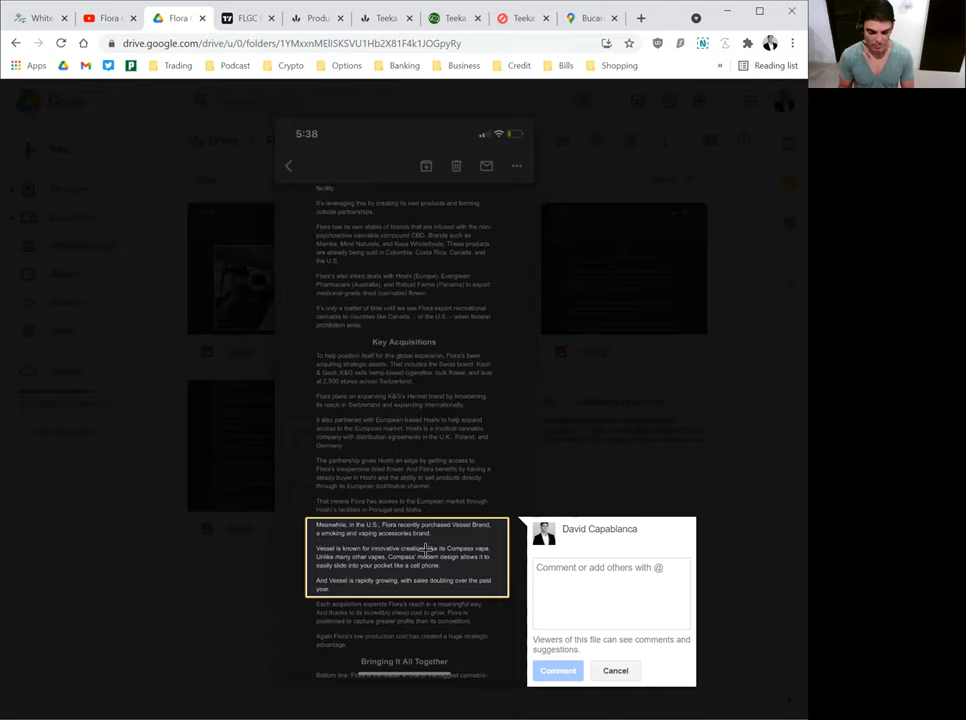 White
Flora
Flora
FLGC
Produ
Teeka
Teeka
Teeka
Bucar
drive.google.com/drive/u/0/folders/1YMxxnMEllSKSVU1Hb2X81F4k1JOGpyRy
Apps
Trading
Podcast
Crypto
Options
Banking
Business
Credit
Bills
Shopping
»
Reading list
5:38
facility.
It's leveraging this by creating its own products and forming
outside partnerships.
Flora has its own stable of brands that are infused with the non-
psychoactive cannabis compound CBD. Brands such as
Mambe, Mind Naturals, and Kasa Wholefoods. These products
are already being sold in Colombia, Costa Rica, Canada, and
the U.S.
Flora's also inked deals with Hoshi (Europe), Evergreen
Pharmacare (Australia), and Robust Farms (Panama) to export
medicinal-grade dried (cannabis) flower.
It's only a matter of time until we see Flora export recreational
cannabis to countries like Canada... or the U.S. – when federal
prohibition ends.
Key Acquisitions
To help position itself for this global expansion, Flora's been
acquiring strategic assets. That includes the Swiss brand, Koch
& Gsell. K&G sells hemp-based cigarettes, bulk flower, and teas
at 2,500 stores across Switzerland.
Flora plans on expanding K&G's Heimat brand by broadening
its reach in Switzerland and expanding internationally.
It also partnered with European-based Hoshi to help expand
access to the European market. Hoshi is a medical cannabis
company with distribution agreements in the U.K., Poland, and
Germany.
The partnership gives Hoshi an edge by getting access to
Flora's inexpensive dried flower. And Flora benefits by having a
steady buyer in Hoshi and the ability to sell products directly
through its European distribution channel.
That means Flora has access to the European market through
Hoshi's facilities in Portugal and Malta.
Meanwhile, in the U.S., Flora recently purchased Vessel Brand,
a smoking and vaping accessories brand.
Vessel is known for innovative creations like its Compass vape.
Unlike many other vapes, Compass' modern design allows it to
easily slide into your pocket like a cell phone.
And Vessel is rapidly growing, with sales doubling over the past
year.
Each acquisition expands Flora's reach in a meaningful way.
And thanks to its incredibly cheap cost to grow, Flora is
positioned to capture greater profits than its competitors.
Again Flora's low production cost has created a huge strategic
advantage.
Bringing It All Together
Bottom line: Flora is the leader in one of the biggest cannabis-
David Capablanca
Comment or add others with @
Viewers of this file can see comments and
suggestions.
Comment
Cancel